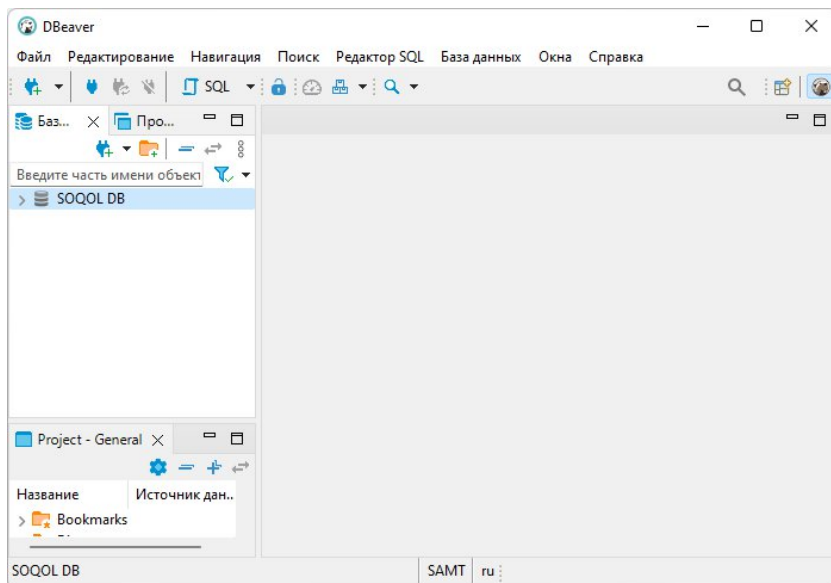 DBeaver
Файл Редактирование Навигация Поиск Редактор SQL База данных Окна Справка
SQL
Баз... Про...
Введите часть имени объект
SOQOL DB
Project - General
Название Источник дан..
Bookmarks
SOQOL DB SAMT ru